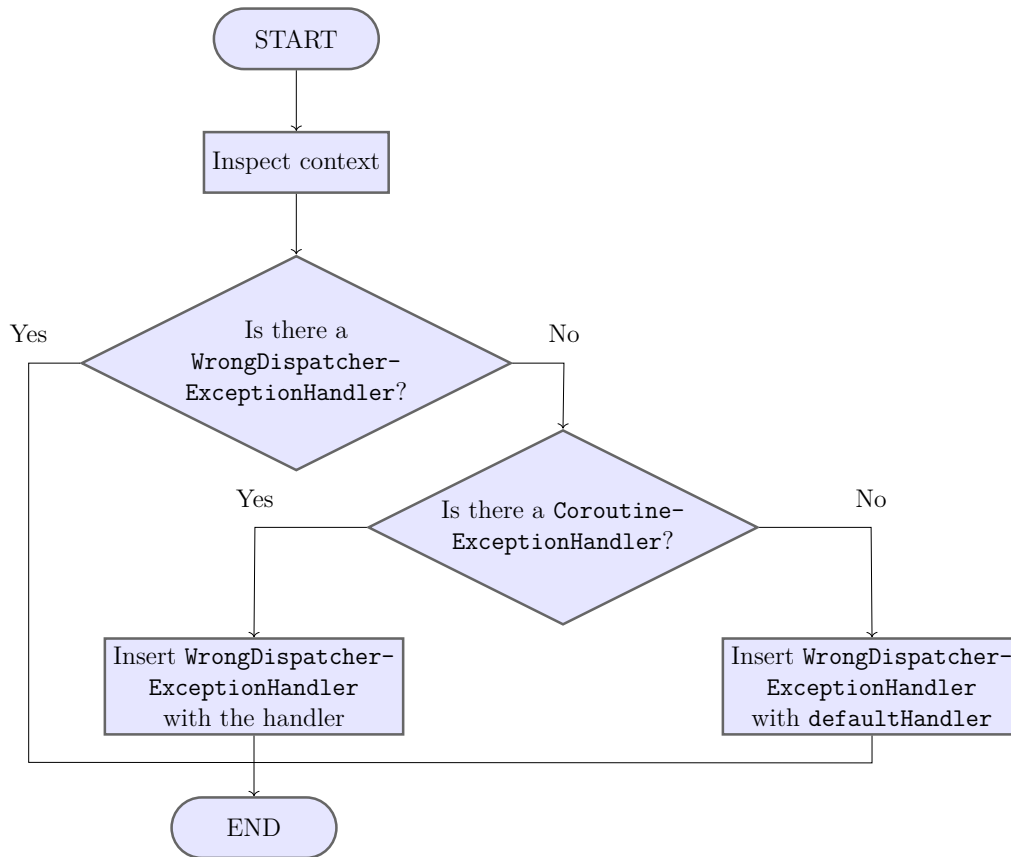 START
Inspect context
Is there a
WrongDispatcher-
ExceptionHandler?
Yes
No
Is there a Coroutine-
ExceptionHandler?
Yes
No
Insert WrongDispatcher-
ExceptionHandler
with the handler
Insert WrongDispatcher-
ExceptionHandler
with defaultHandler
END